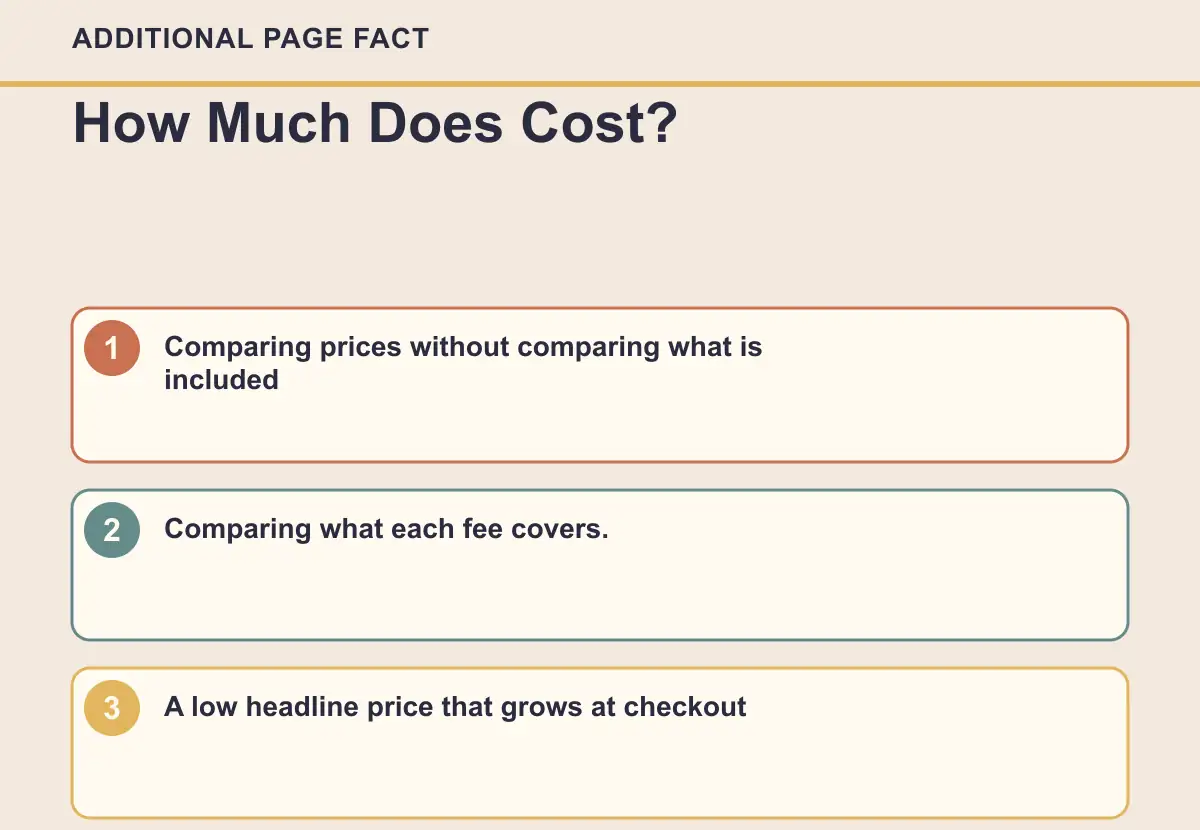 ADDITIONAL PAGE FACT
How Much Does Cost?
1
Comparing prices without comparing what is
included
2
Comparing what each fee covers.
3
A low headline price that grows at checkout